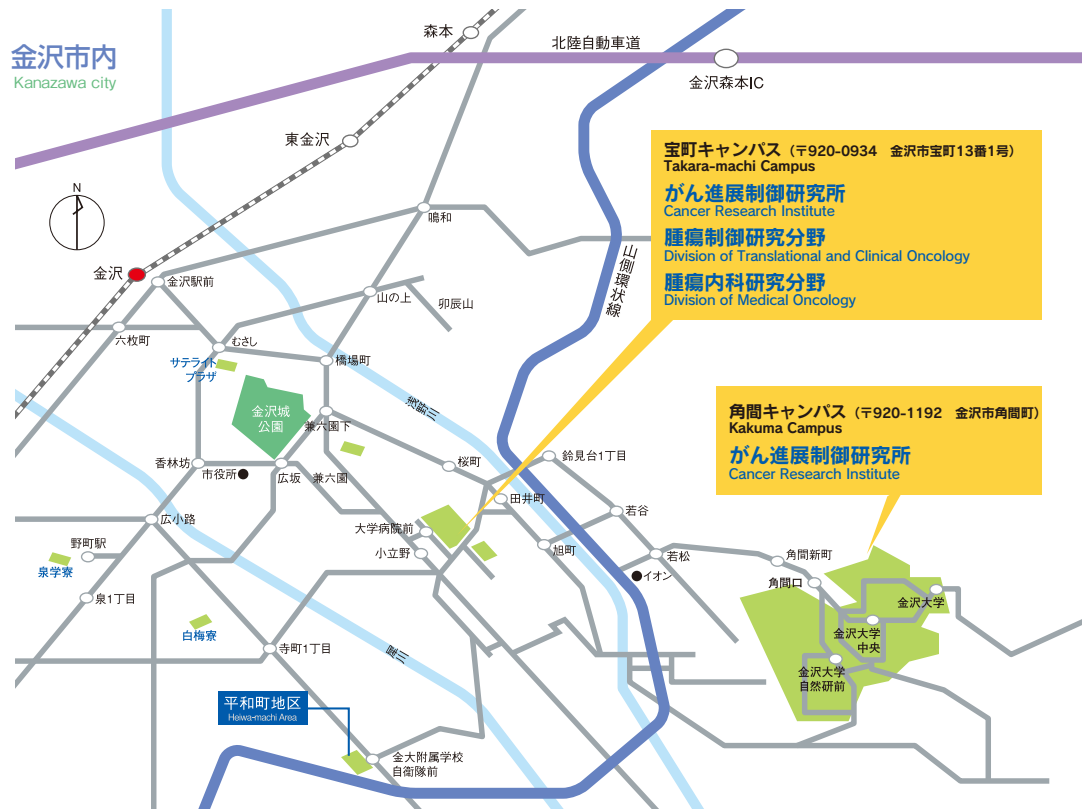 金沢市内
Kanazawa city
森本
北陸自動車道
金沢森本IC
東金沢
N
金沢
金沢駅前
鳴和
山側環状線
宝町キャンパス（〒920-0934　金沢市宝町13番1号）
Takara-machi Campus
がん進展制御研究所
Cancer Research Institute
腫瘍制御研究分野
Division of Translational and Clinical Oncology
腫瘍内科研究分野
Division of Medical Oncology
山の上
卯辰山
六枚町
むさし
橋場町
サテライト
プラザ
金沢城
公園
兼六園下
浅野川
角間キャンパス（〒920-1192　金沢市角間町）
Kakuma Campus
がん進展制御研究所
Cancer Research Institute
香林坊
市役所
広坂
兼六園
桜町
鈴見台1丁目
田井町
若谷
広小路
大学病院前
小立野
旭町
若松
角間新町
野町駅
泉学寮
イオン
角間口
泉1丁目
金沢大学
白梅寮
寺町1丁目
犀川
金沢大学
中央
金沢大学
自然研前
平和町地区
Heiwa-machi Area
金大附属学校
自衛隊前